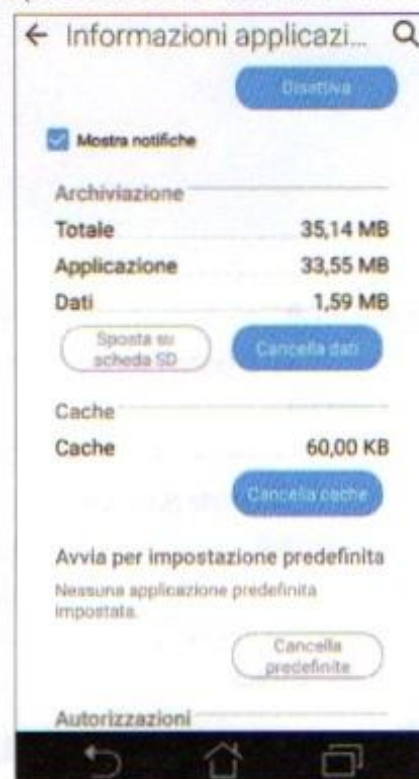 Informazioni applicazi...
Disattiva
Mostra notifiche
Archiviazione
Totale 35,14 MB
Applicazione 33,55 MB
Dati 1,59 MB
Sposta su
scheda SD
Cancella dati
Cache
Cache 60,00 KB
Cancella cache
Avvia per impostazione predefinita
Nessuna applicazione predefinita
impostata.
Cancella
predefinite
Autorizzazioni